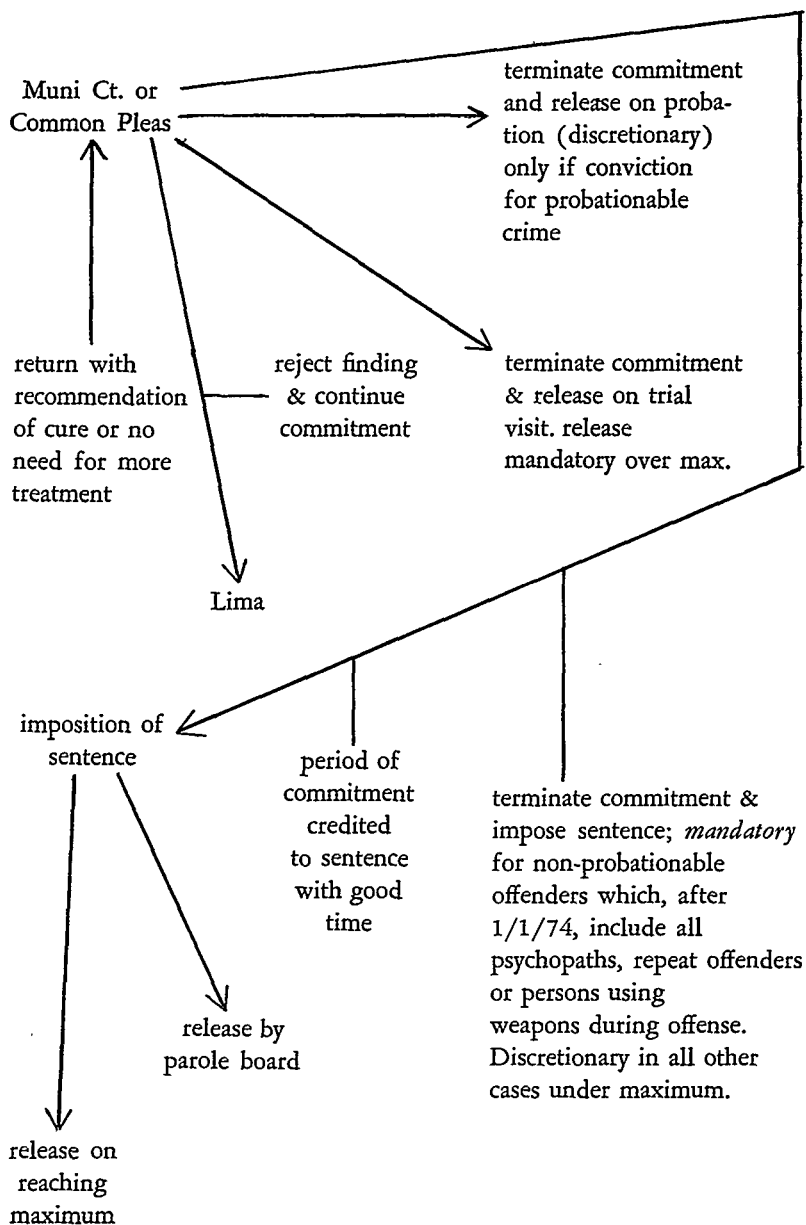 Muni Ct. or
Common Pleas
terminate commitment
and release on proba-
tion (discretionary)
only if conviction
for probationable
crime
return with
recommendation
of cure or no
need for more
treatment
reject finding
& continue
commitment
terminate commitment
& release on trial
visit. release
mandatory over max.
Lima
imposition of
sentence
period of
commitment
credited
to sentence
with good
time
terminate commitment &
impose sentence; mandatory
for non-probationable
offenders which, after
1/1/74, include all
psychopaths, repeat offenders
or persons using
weapons during offense.
Discretionary in all other
cases under maximum.
release by
parole board
release on
reaching
maximum